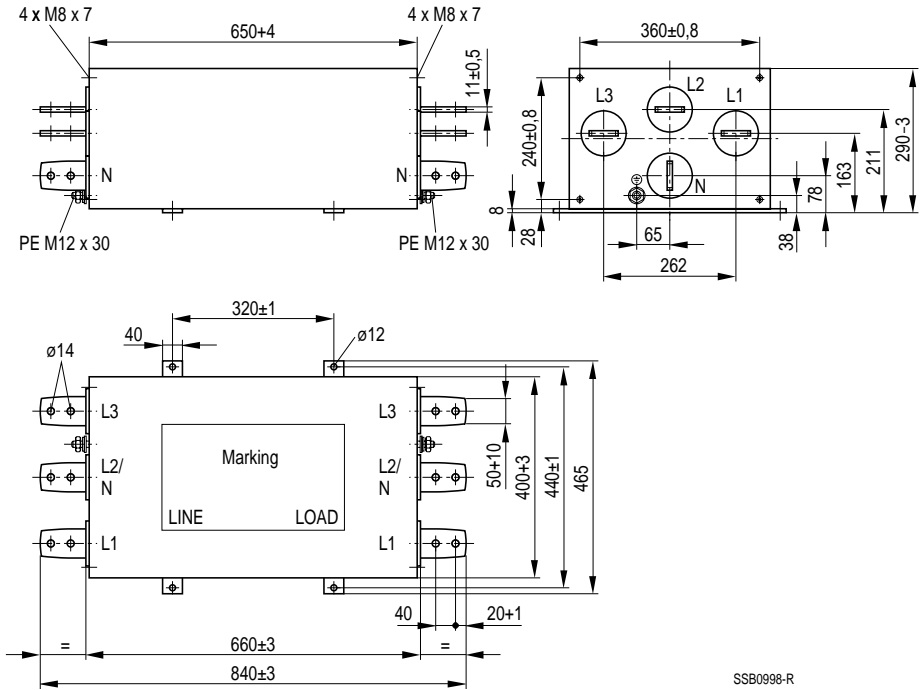 4 x M8 x 7
4 x M8 x 7
650+4
11±0,5
N
N
PE M12 x 30
PE M12 x 30
360±0,8
L3
L2
L1
N
240±0,8
8
28
65
262
38
78
163
211
290-3
320±1
40
ø12
ø14
L3
L3
L2/
N
L2/
N
Marking
LINE
LOAD
L1
L1
50+10
400+3
440±1
465
40
20+1
=
660±3
=
840±3
SSB0998-R